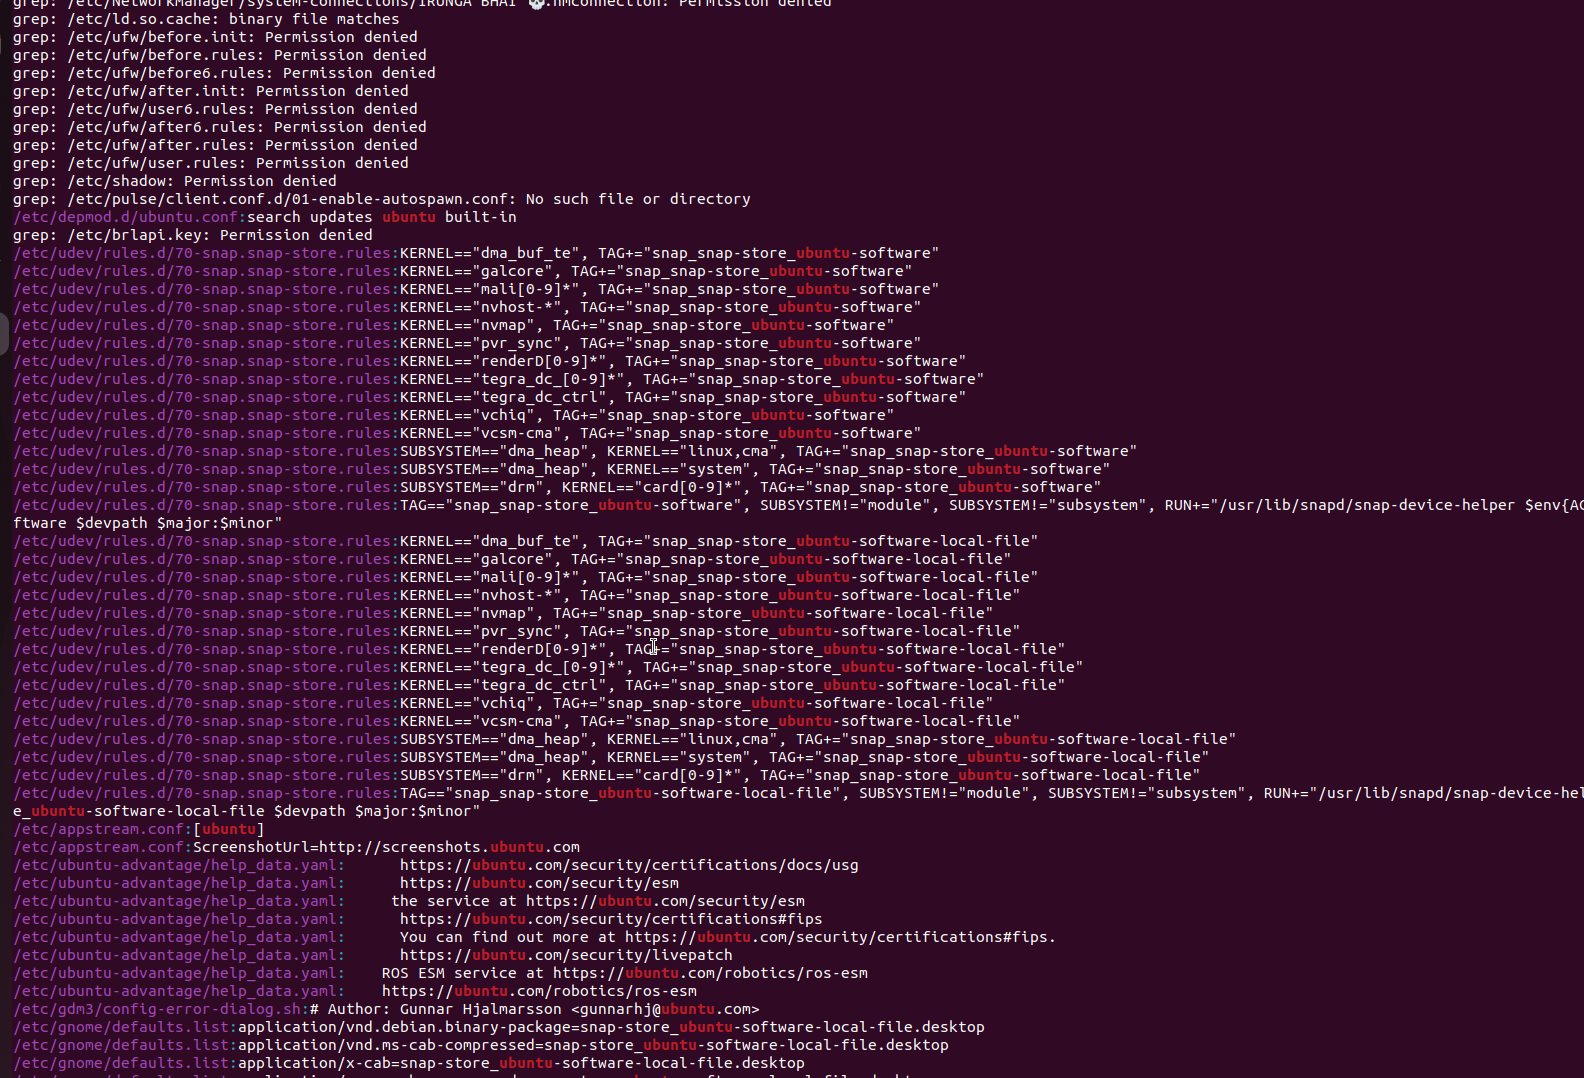 grep: /etc/NetworkManager/system-connections/IRUNGA BHAI 💀.nmconnection: Permission denied
grep: /etc/ld.so.cache: binary file matches
grep: /etc/ufw/before.init: Permission denied
grep: /etc/ufw/before.rules: Permission denied
grep: /etc/ufw/before6.rules: Permission denied
grep: /etc/ufw/after.init: Permission denied
grep: /etc/ufw/user6.rules: Permission denied
grep: /etc/ufw/after6.rules: Permission denied
grep: /etc/ufw/after.rules: Permission denied
grep: /etc/ufw/user.rules: Permission denied
grep: /etc/shadow: Permission denied
grep: /etc/pulse/client.conf.d/01-enable-autospawn.conf: No such file or directory
/etc/depmod.d/ubuntu.conf:search updates ubuntu built-in
grep: /etc/brlapi.key: Permission denied
/etc/udev/rules.d/70-snap.snap-store.rules:KERNEL=="dma_buf_te", TAG+="snap_snap-store_ubuntu-software"
/etc/udev/rules.d/70-snap.snap-store.rules:KERNEL=="galcore", TAG+="snap_snap-store_ubuntu-software"
/etc/udev/rules.d/70-snap.snap-store.rules:KERNEL=="mali[0-9]*", TAG+="snap_snap-store_ubuntu-software"
/etc/udev/rules.d/70-snap.snap-store.rules:KERNEL=="nvhost-*", TAG+="snap_snap-store_ubuntu-software"
/etc/udev/rules.d/70-snap.snap-store.rules:KERNEL=="nvmap", TAG+="snap_snap-store_ubuntu-software"
/etc/udev/rules.d/70-snap.snap-store.rules:KERNEL=="pvr_sync", TAG+="snap_snap-store_ubuntu-software"
/etc/udev/rules.d/70-snap.snap-store.rules:KERNEL=="renderD[0-9]*", TAG+="snap_snap-store_ubuntu-software"
/etc/udev/rules.d/70-snap.snap-store.rules:KERNEL=="tegra_dc_[0-9]*", TAG+="snap_snap-store_ubuntu-software"
/etc/udev/rules.d/70-snap.snap-store.rules:KERNEL=="tegra_dc_ctrl", TAG+="snap_snap-store_ubuntu-software"
/etc/udev/rules.d/70-snap.snap-store.rules:KERNEL=="vchiq", TAG+="snap_snap-store_ubuntu-software"
/etc/udev/rules.d/70-snap.snap-store.rules:KERNEL=="vcsm-cma", TAG+="snap_snap-store_ubuntu-software"
/etc/udev/rules.d/70-snap.snap-store.rules:SUBSYSTEM=="dma_heap", KERNEL=="linux,cma", TAG+="snap_snap-store_ubuntu-software"
/etc/udev/rules.d/70-snap.snap-store.rules:SUBSYSTEM=="dma_heap", KERNEL=="system", TAG+="snap_snap-store_ubuntu-software"
/etc/udev/rules.d/70-snap.snap-store.rules:SUBSYSTEM=="drm", KERNEL=="card[0-9]*", TAG+="snap_snap-store_ubuntu-software"
/etc/udev/rules.d/70-snap.snap-store.rules:TAG=="snap_snap-store_ubuntu-software", SUBSYSTEM!="module", SUBSYSTEM!="subsystem", RUN+="/usr/lib/snapd/snap-device-helper $env{AC
ftware $devpath $major:$minor"
/etc/udev/rules.d/70-snap.snap-store.rules:KERNEL=="dma_buf_te", TAG+="snap_snap-store_ubuntu-software-local-file"
/etc/udev/rules.d/70-snap.snap-store.rules:KERNEL=="galcore", TAG+="snap_snap-store_ubuntu-software-local-file"
/etc/udev/rules.d/70-snap.snap-store.rules:KERNEL=="mali[0-9]*", TAG+="snap_snap-store_ubuntu-software-local-file"
/etc/udev/rules.d/70-snap.snap-store.rules:KERNEL=="nvhost-*", TAG+="snap_snap-store_ubuntu-software-local-file"
/etc/udev/rules.d/70-snap.snap-store.rules:KERNEL=="nvmap", TAG+="snap_snap-store_ubuntu-software-local-file"
/etc/udev/rules.d/70-snap.snap-store.rules:KERNEL=="pvr_sync", TAG+="snap_snap-store_ubuntu-software-local-file"
/etc/udev/rules.d/70-snap.snap-store.rules:KERNEL=="renderD[0-9]*", TAG+="snap_snap-store_ubuntu-software-local-file"
/etc/udev/rules.d/70-snap.snap-store.rules:KERNEL=="tegra_dc_[0-9]*", TAG+="snap_snap-store_ubuntu-software-local-file"
/etc/udev/rules.d/70-snap.snap-store.rules:KERNEL=="tegra_dc_ctrl", TAG+="snap_snap-store_ubuntu-software-local-file"
/etc/udev/rules.d/70-snap.snap-store.rules:KERNEL=="vchiq", TAG+="snap_snap-store_ubuntu-software-local-file"
/etc/udev/rules.d/70-snap.snap-store.rules:KERNEL=="vcsm-cma", TAG+="snap_snap-store_ubuntu-software-local-file"
/etc/udev/rules.d/70-snap.snap-store.rules:SUBSYSTEM=="dma_heap", KERNEL=="linux,cma", TAG+="snap_snap-store_ubuntu-software-local-file"
/etc/udev/rules.d/70-snap.snap-store.rules:SUBSYSTEM=="dma_heap", KERNEL=="system", TAG+="snap_snap-store_ubuntu-software-local-file"
/etc/udev/rules.d/70-snap.snap-store.rules:SUBSYSTEM=="drm", KERNEL=="card[0-9]*", TAG+="snap_snap-store_ubuntu-software-local-file"
/etc/udev/rules.d/70-snap.snap-store.rules:TAG=="snap_snap-store_ubuntu-software-local-file", SUBSYSTEM!="module", SUBSYSTEM!="subsystem", RUN+="/usr/lib/snapd/snap-device-hel
e_ubuntu-software-local-file $devpath $major:$minor"
/etc/appstream.conf:[ubuntu]
/etc/appstream.conf:ScreenshotUrl=http://screenshots.ubuntu.com
/etc/ubuntu-advantage/help_data.yaml:      https://ubuntu.com/security/certifications/docs/usg
/etc/ubuntu-advantage/help_data.yaml:      https://ubuntu.com/security/esm
/etc/ubuntu-advantage/help_data.yaml:     the service at https://ubuntu.com/security/esm
/etc/ubuntu-advantage/help_data.yaml:      https://ubuntu.com/security/certifications#fips
/etc/ubuntu-advantage/help_data.yaml:      You can find out more at https://ubuntu.com/security/certifications#fips.
/etc/ubuntu-advantage/help_data.yaml:      https://ubuntu.com/security/livepatch
/etc/ubuntu-advantage/help_data.yaml:    ROS ESM service at https://ubuntu.com/robotics/ros-esm
/etc/ubuntu-advantage/help_data.yaml:    https://ubuntu.com/robotics/ros-esm
/etc/gdm3/config-error-dialog.sh:# Author: Gunnar Hjalmarsson <gunnarhj@ubuntu.com>
/etc/gnome/defaults.list:application/vnd.debian.binary-package=snap-store_ubuntu-software-local-file.desktop
/etc/gnome/defaults.list:application/vnd.ms-cab-compressed=snap-store_ubuntu-software-local-file.desktop
/etc/gnome/defaults.list:application/x-cab=snap-store_ubuntu-software-local-file.desktop